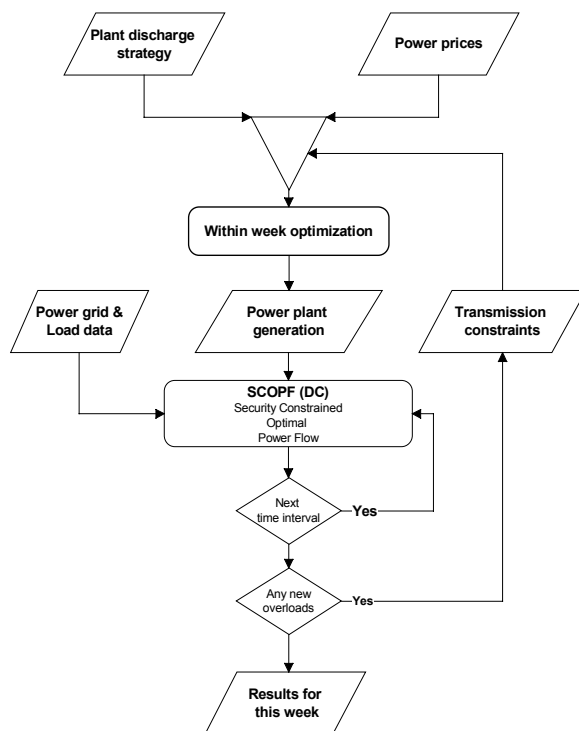 Plant discharge
strategy
Power prices
Within week optimization
Power grid &
Load data
Power plant
generation
Transmission
constraints
SCOPF (DC)
Security Constrained
Optimal
Power Flow
Next
time interval
Yes
Any new
overloads
Yes
Results for
this week